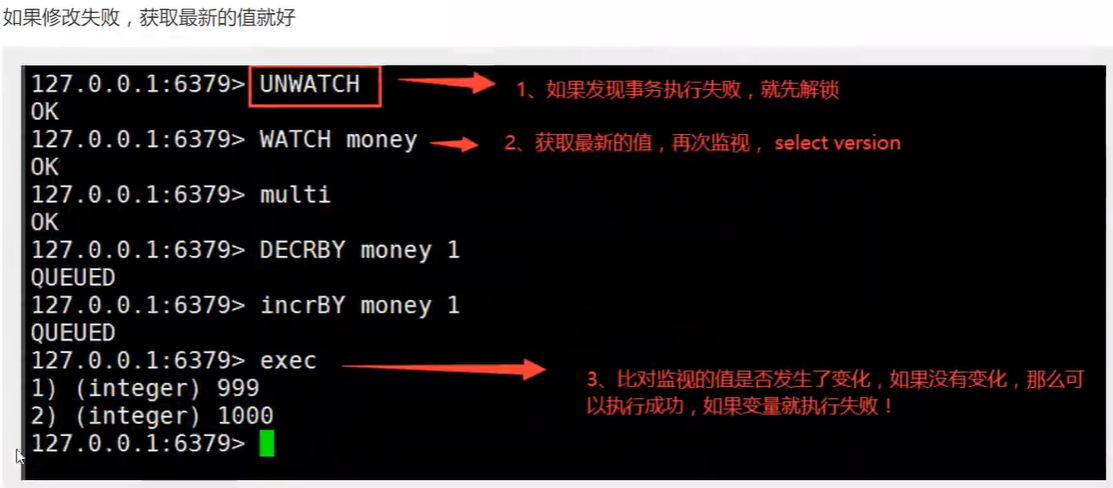 如果修改失败，获取最新的值就好
127.0.0.1:6379> UNWATCH
1、如果发现事务执行失败，就先解锁
OK
127.0.0.1:6379> WATCH money
2、获取最新的值，再次监视， select version
OK
127.0.0.1:6379> multi
OK
127.0.0.1:6379> DECRBY money 1
QUEUED
127.0.0.1:6379> incrBY money 1
QUEUED
127.0.0.1:6379> exec
3、比对监视的值是否发生了变化，如果没有变化，那么可
以执行成功，如果变量就执行失败！
1) (integer) 999
2) (integer) 1000
127.0.0.1:6379>